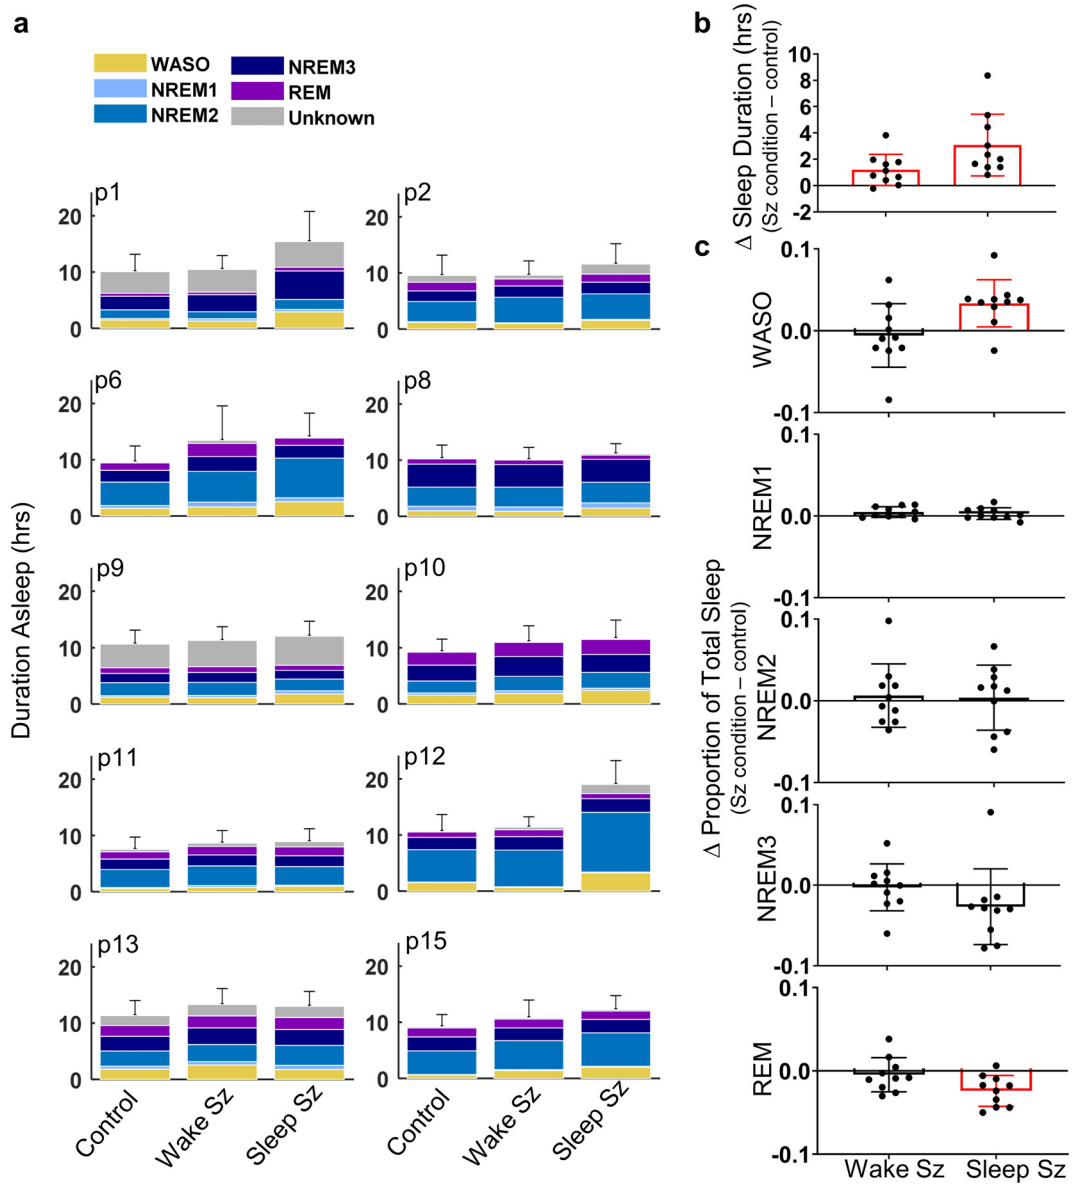 a
WASO
NREM1
NREM2
NREM3
REM
Unknown
Duration Asleep (hrs)
p1
20
10
0
p2
20
10
0
p6
20
10
0
p8
20
10
0
p9
20
10
0
p10
20
10
0
p11
20
10
0
p12
20
10
0
p13
20
10
0
p15
20
10
0
Control
Wake Sz
Sleep Sz
Control
Wake Sz
Sleep Sz
b
Δ Sleep Duration (hrs)
(Sz condition – control)
10
8
6
4
2
0
-2
c
Δ Proportion of Total Sleep
(Sz condition – control)
WASO
0.1
0.0
-0.1
NREM1
0.1
0.0
-0.1
NREM2
0.1
0.0
-0.1
NREM3
0.1
0.0
-0.1
REM
0.1
0.0
-0.1
Wake Sz
Sleep Sz